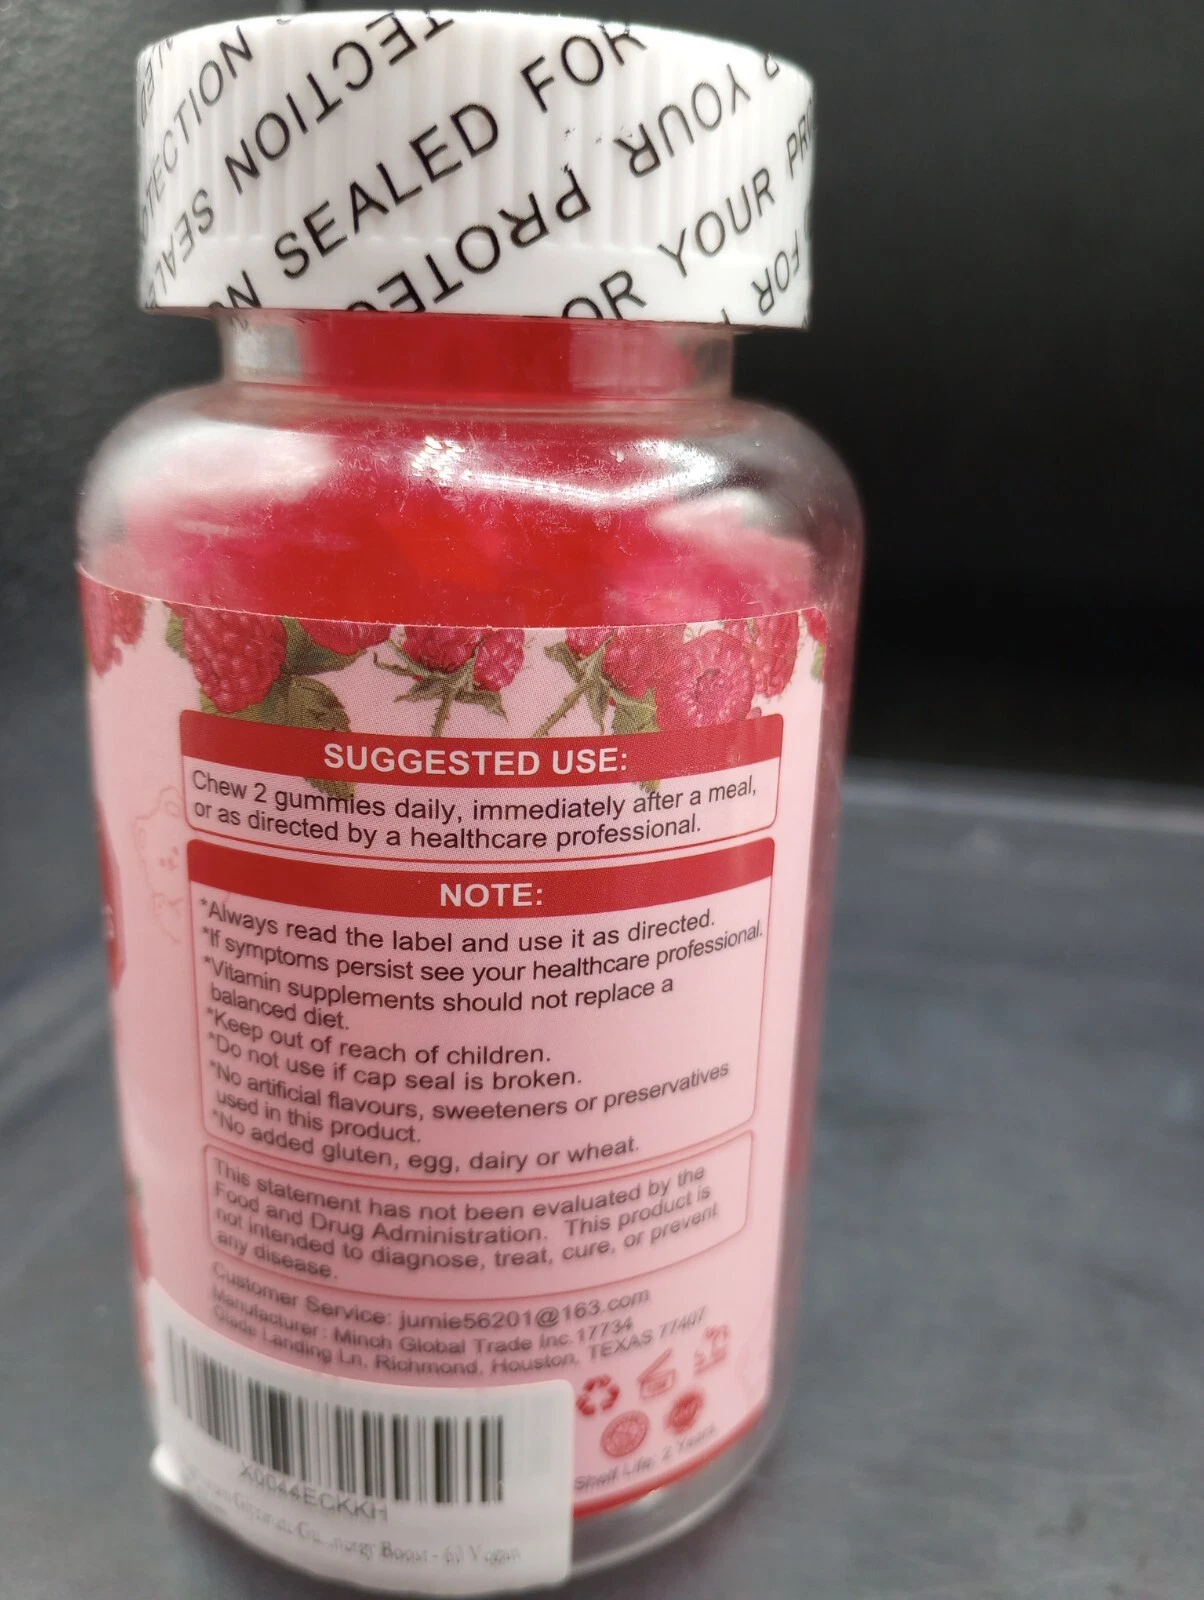 SEALED FOR
YOUR PROTECTION
SUGGESTED USE:
Chew 2 gummies daily, immediately after a meal,
or as directed by a healthcare professional.
NOTE:
*Always read the label and use it as directed.
*If symptoms persist see your healthcare professional.
*Vitamin supplements should not replace a
balanced diet.
*Keep out of reach of children.
*Do not use if cap seal is broken.
*No artificial flavours, sweeteners or preservatives
used in this product.
*No added gluten, egg, dairy or wheat.
This statement has not been evaluated by the
Food and Drug Administration. This product is
not intended to diagnose, treat, cure, or prevent
any disease.
Customer Service: jumie56201@163.com
Manufacturer: Minch Global Trade Inc.17734
Glade Landing Ln, Richmond, Houston, TEXAS 77407
Shelf Life: 2 Years
X0044ECKKH
Boost - 60 Vegan